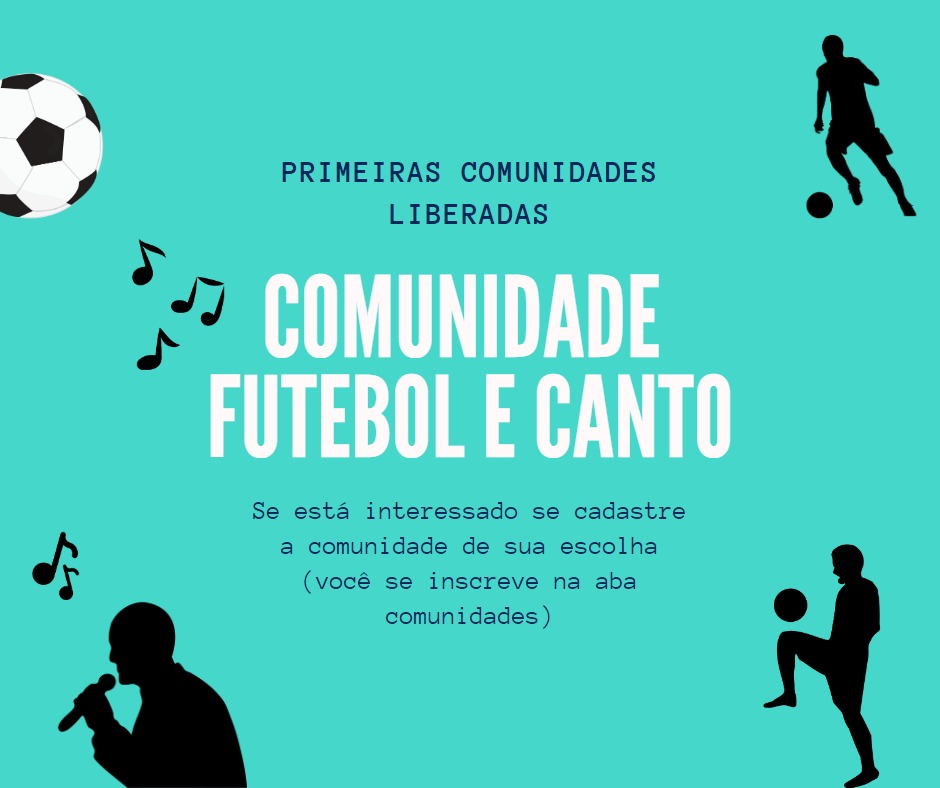 PRIMEIRAS COMUNIDADES
LIBERADAS
COMUNIDADE
FUTEBOL E CANTO
Se está interessado se cadastre
a comunidade de sua escolha
(você se inscreve na aba
comunidades)